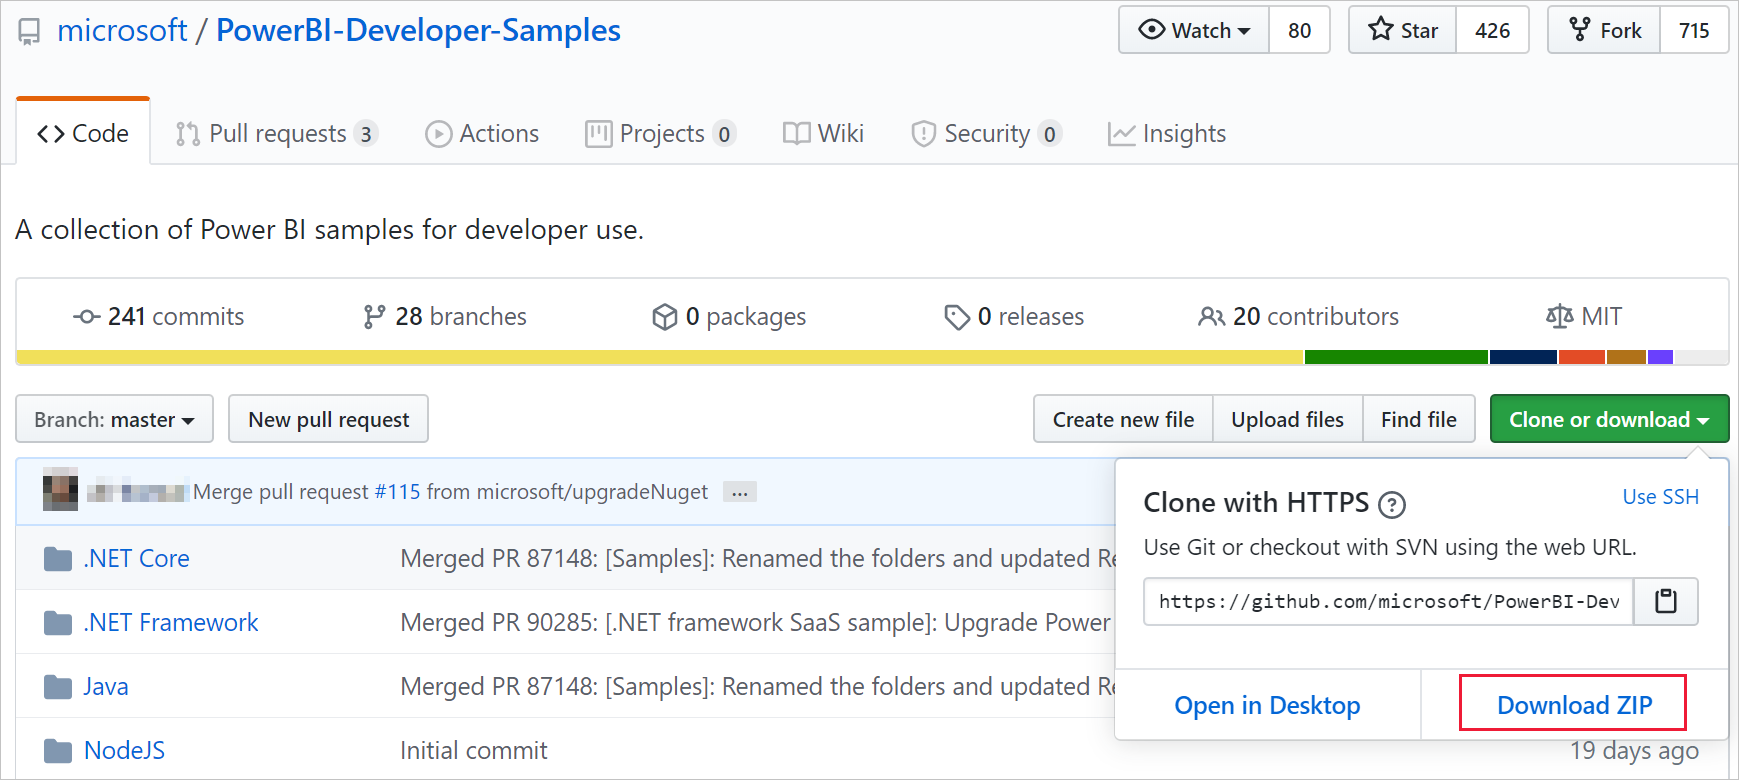 microsoft / PowerBI-Developer-Samples
Watch 80 Star 426 Fork 715
Code Pull requests 3 Actions Projects 0 Wiki Security 0 Insights
A collection of Power BI samples for developer use.
241 commits 28 branches 0 packages 0 releases 20 contributors MIT
Branch: master New pull request Create new file Upload files Find file Clone or download
Merge pull request #115 from microsoft/upgradeNuget ...
Clone with HTTPS ? Use SSH
Use Git or checkout with SVN using the web URL.
https://github.com/microsoft/PowerBI-Dev
Open in Desktop Download ZIP
.NET Core Merged PR 87148: [Samples]: Renamed the folders and updated
.NET Framework Merged PR 90285: [.NET framework SaaS sample]: Upgrade Power
Java Merged PR 87148: [Samples]: Renamed the folders and updated
NodeJS Initial commit 19 days ago